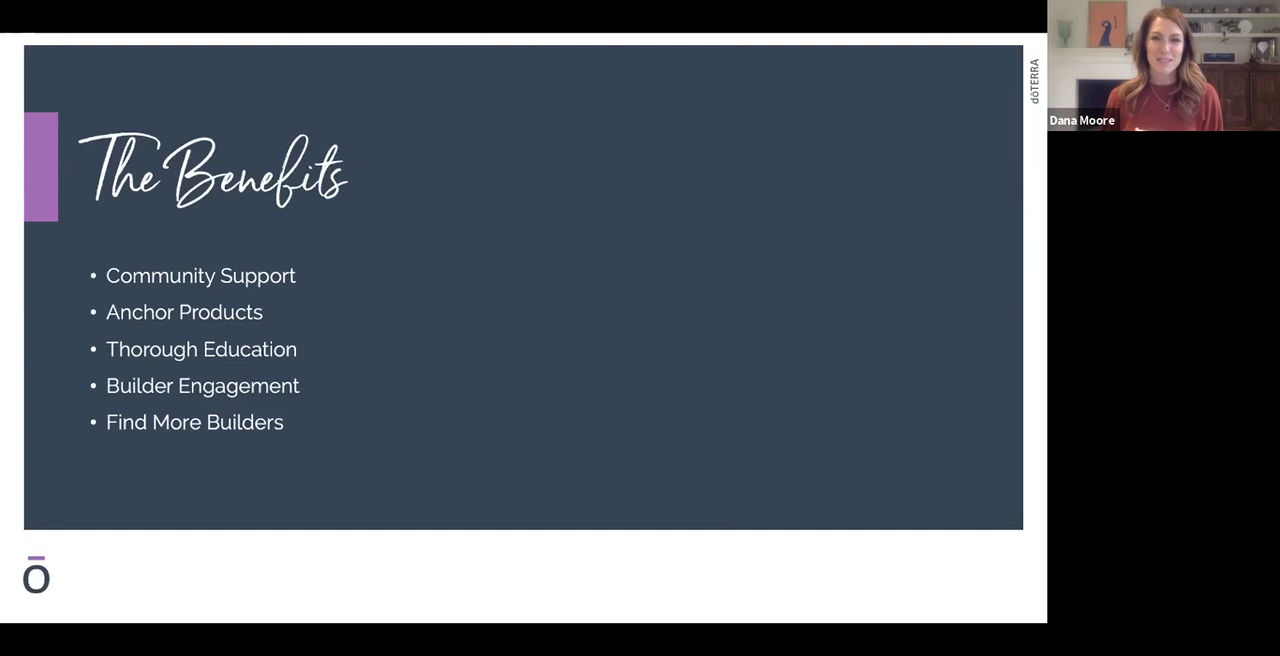 The Benefits
• Community Support
• Anchor Products
• Thorough Education
• Builder Engagement
• Find More Builders
dōTERRA
Dana Moore
ō